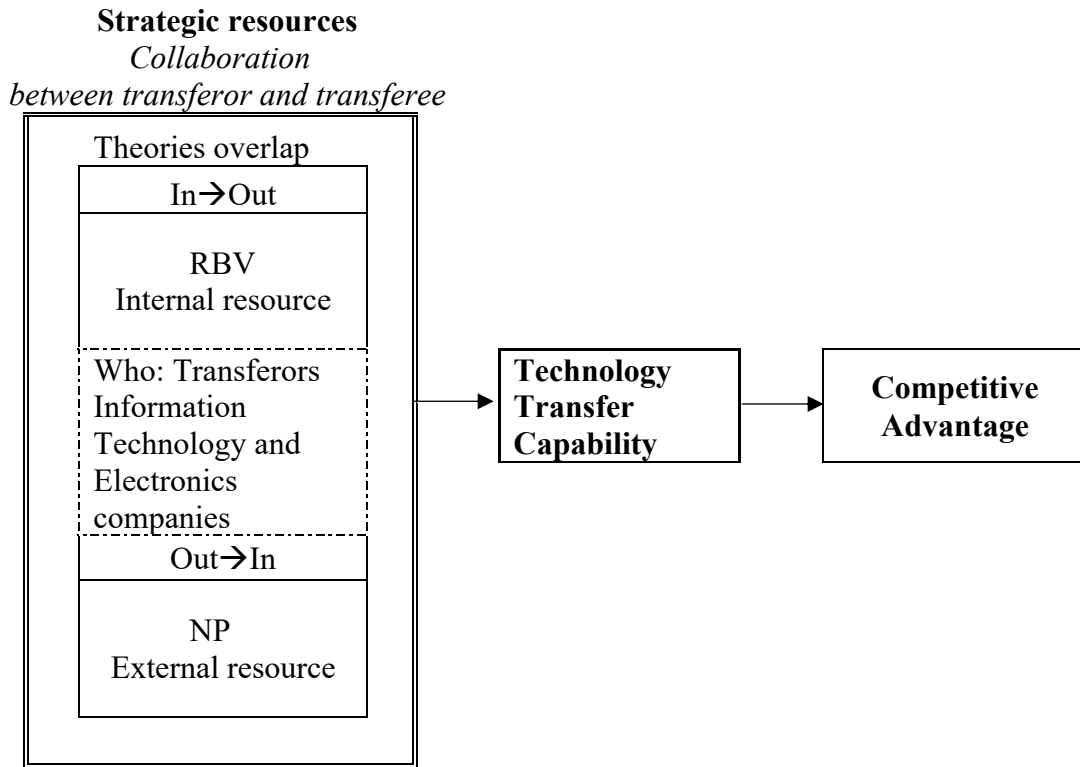 Strategic resources
Collaboration
between transferor and transferee
Theories overlap
In→Out
RBV
Internal resource
Who: Transferors
Information
Technology and
Electronics
companies
Out→In
NP
External resource
Technology
Transfer
Capability
Competitive
Advantage